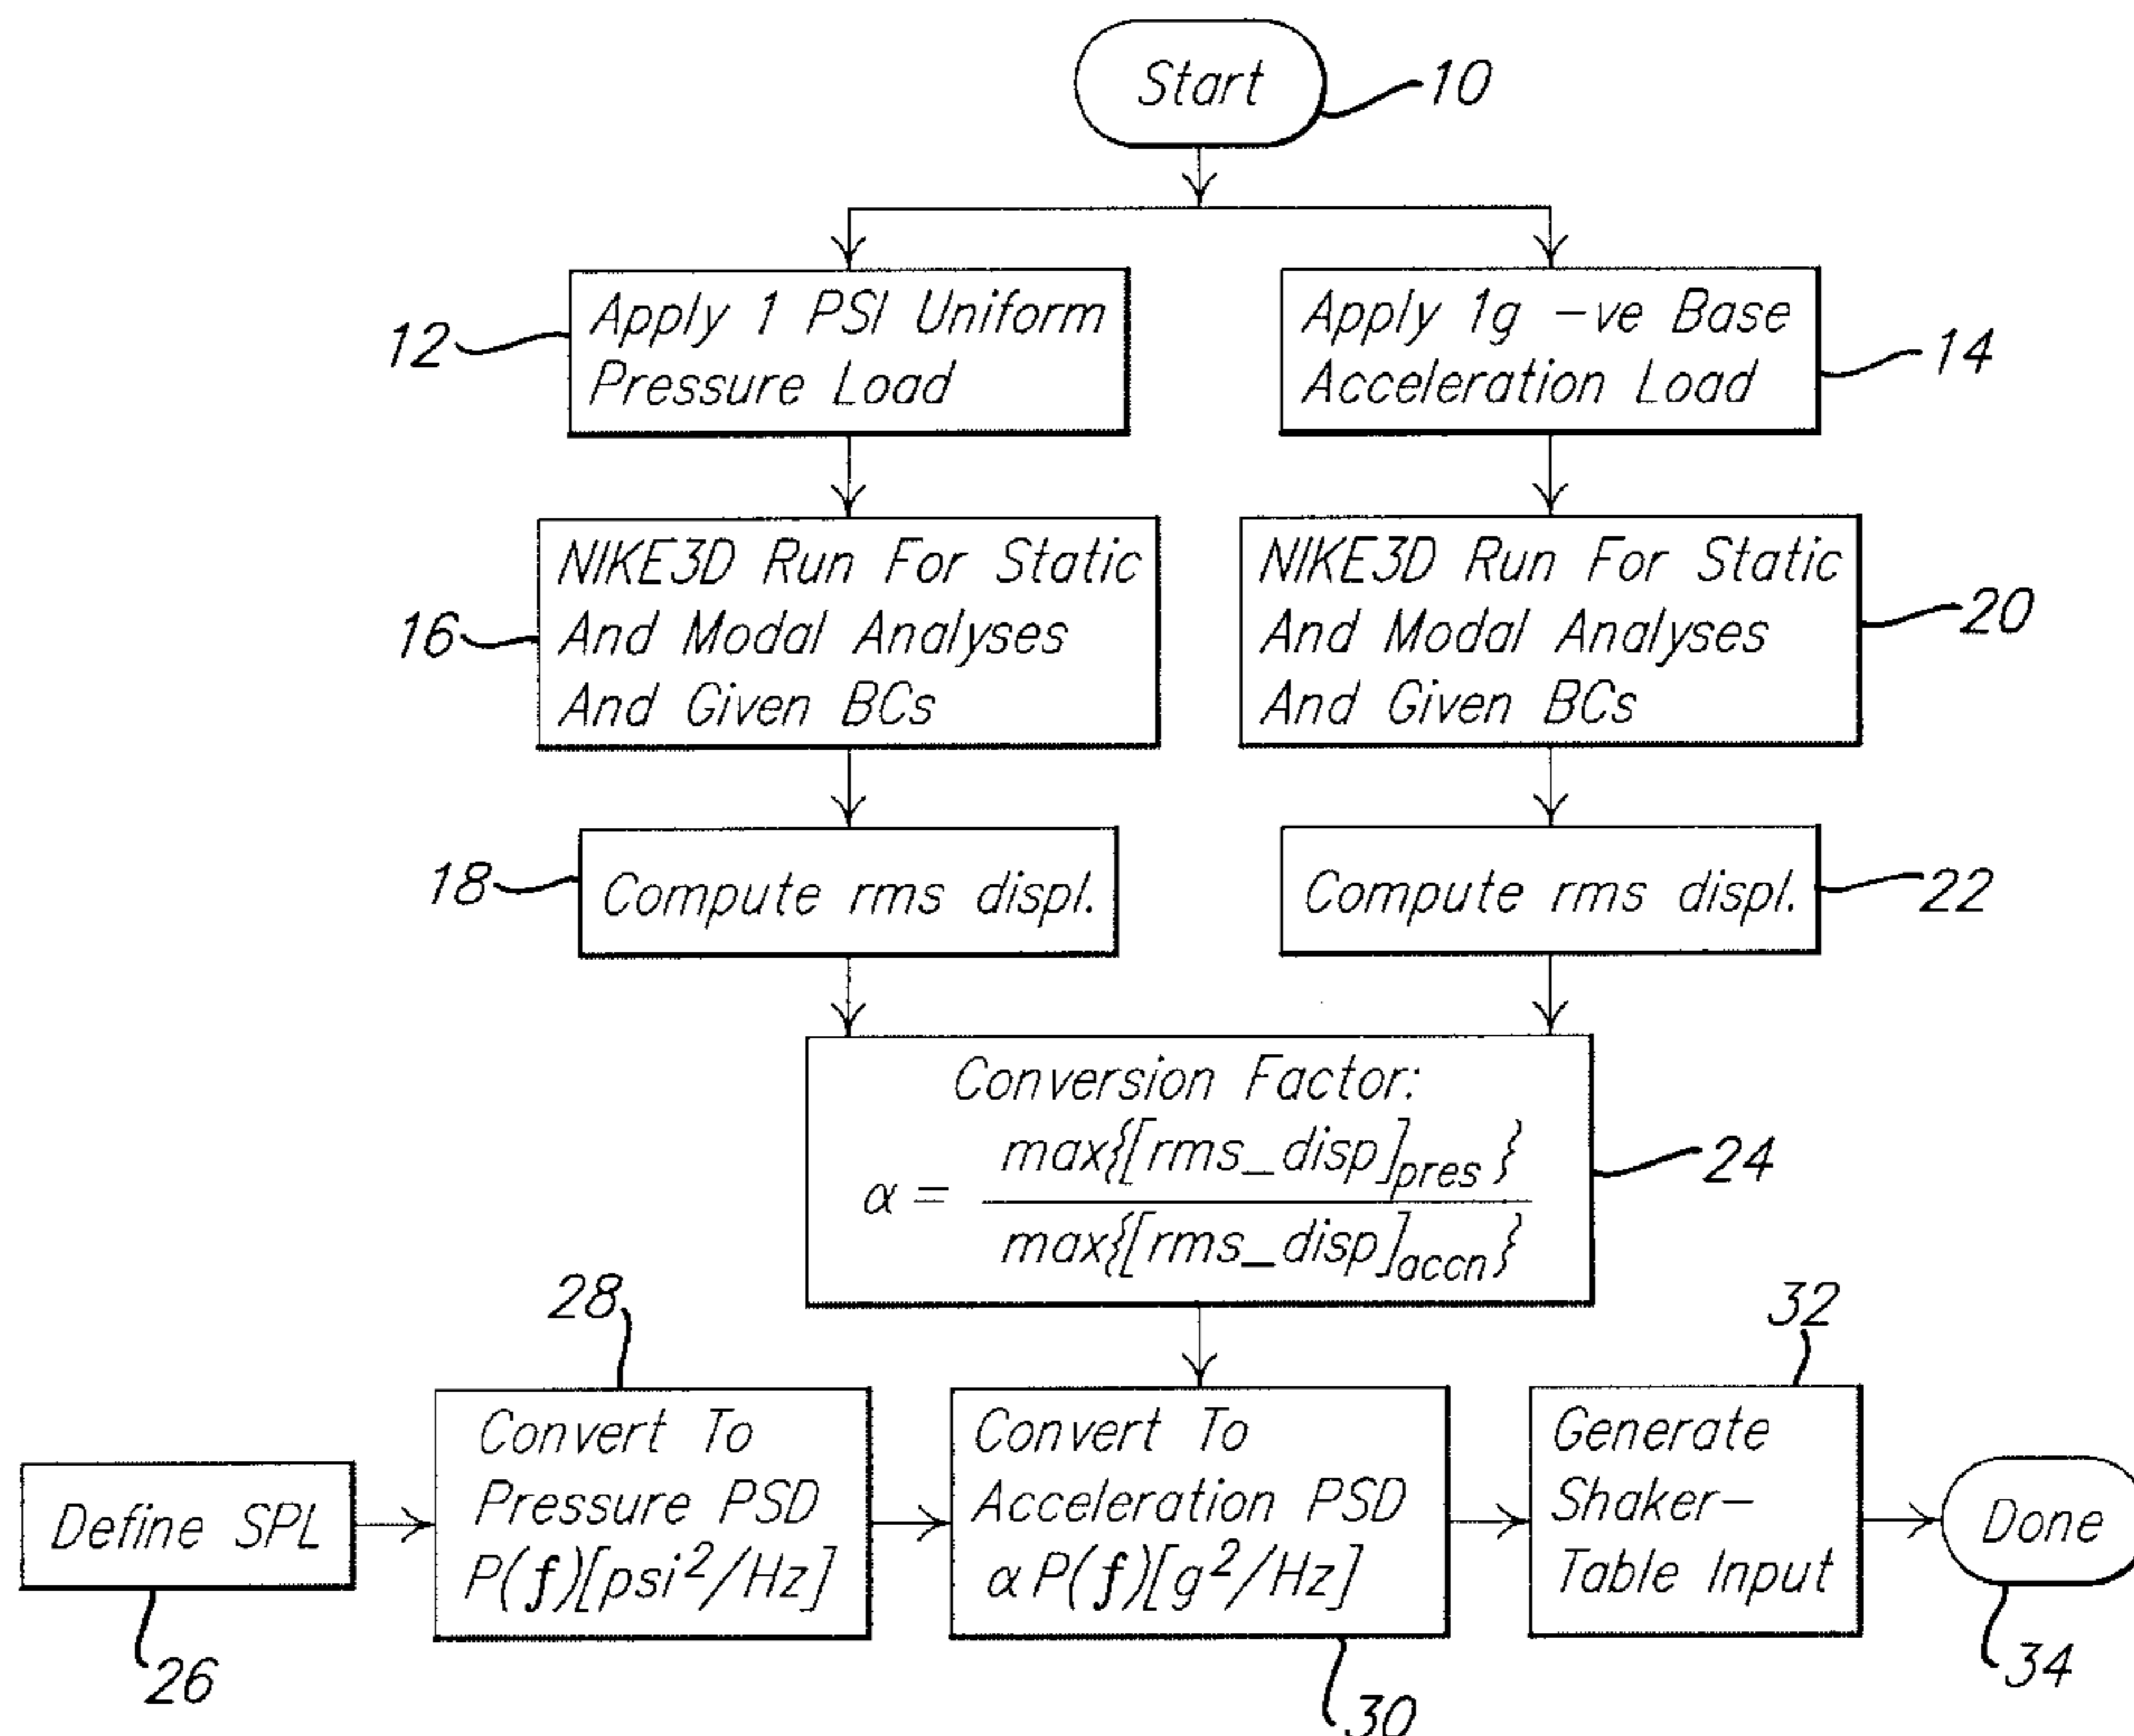 Start
10
Apply 1 PSI Uniform
Pressure Load
12
Apply 1g -ve Base
Acceleration Load
14
NIKE3D Run For Static
And Modal Analyses
And Given BCs
16
NIKE3D Run For Static
And Modal Analyses
And Given BCs
20
Compute rms displ.
18
Compute rms displ.
22
Conversion Factor:
α = max{[rms_disp]pres} / max{[rms_disp]accn}
24
Define SPL
26
28
Convert To
Pressure PSD
P(f)[psi²/Hz]
Convert To
Acceleration PSD
α P(f)[g²/Hz]
30
32
Generate
Shaker-
Table Input
Done
34